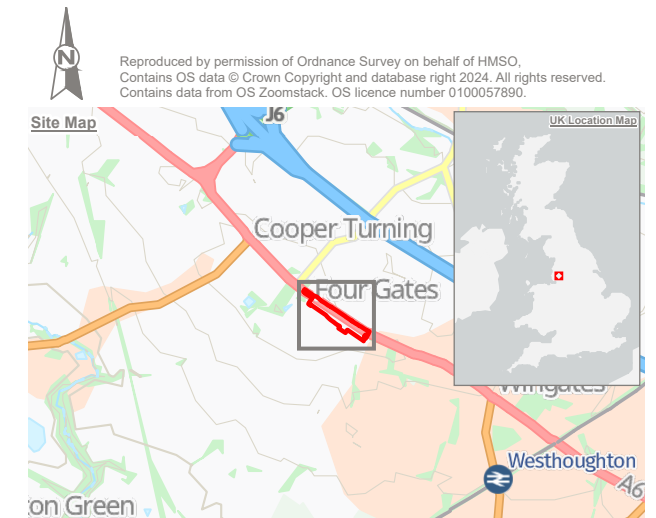 N
Reproduced by permission of Ordnance Survey on behalf of HMSO,
Contains OS data © Crown Copyright and database right 2024. All rights reserved.
Contains data from OS Zoomstack. OS licence number 0100057890.
Site Map
J6
UK Location Map
Cooper Turning
Four Gates
Wingates
Westhoughton
A6
ton Green